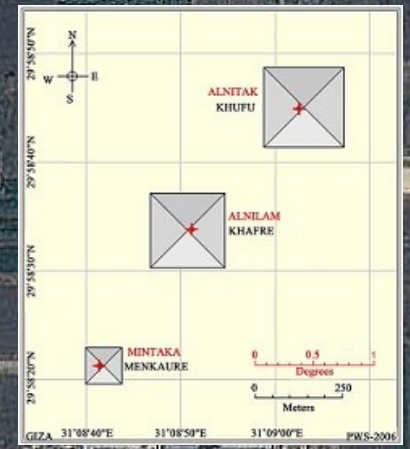 N
W E
S
29°58'50"N
ALNITAK
KHUFU
29°58'40"N
ALNILAM
KHAFRE
29°58'30"N
MINTAKA
MENKAURE
29°58'20"N
0 0.5 1
Degrees
0 250
Meters
GIZA 31°08'40"E 31°08'50"E 31°09'00"E PWS-2006